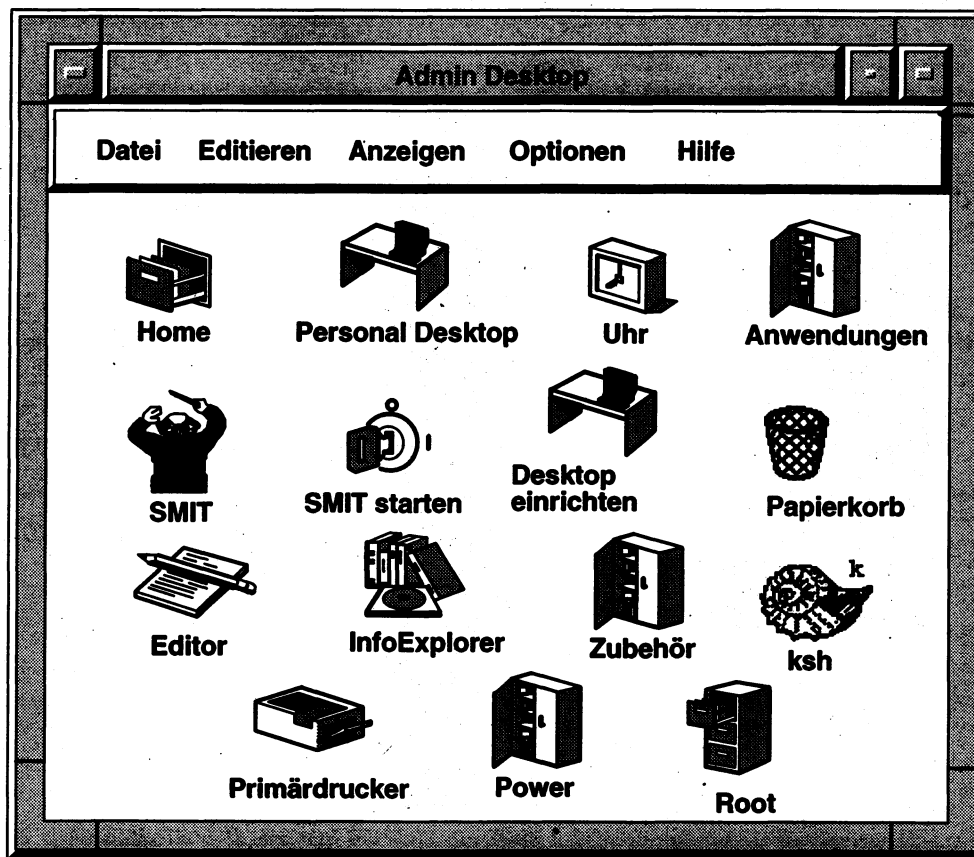 Admin Desktop
Datei Editieren Anzeigen Optionen Hilfe
Home Personal Desktop Uhr Anwendungen
SMIT SMIT starten Desktop
einrichten Papierkorb
k
Editor InfoExplorer Zubehör ksh
Primärdrucker Power Root